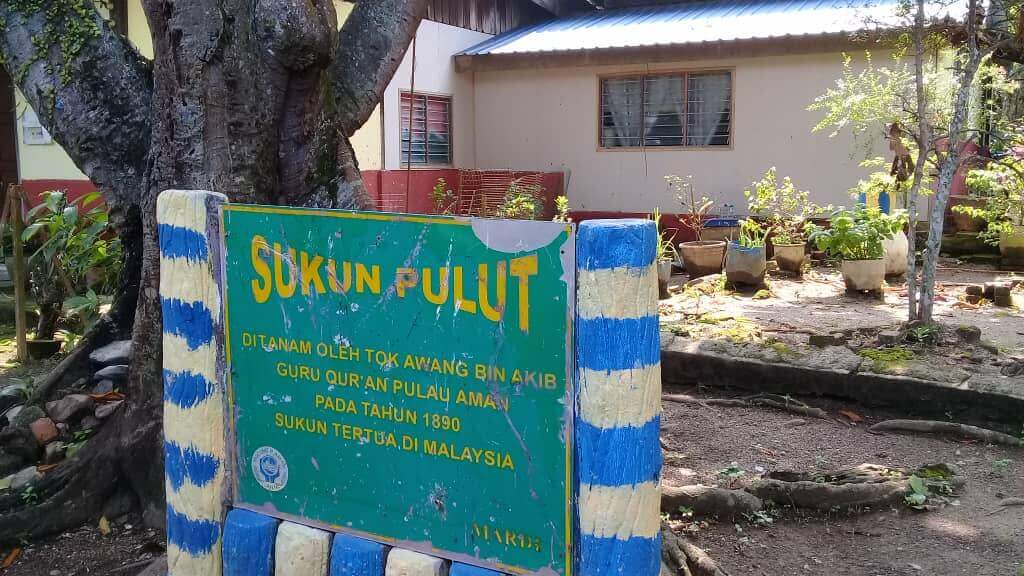 SUKUN PULUT
DITANAM OLEH TOK AWANG BIN AKIB
GURU QUR'AN PULAU AMAN
PADA TAHUN 1890
SUKUN TERTUA DI MALAYSIA
MARDI